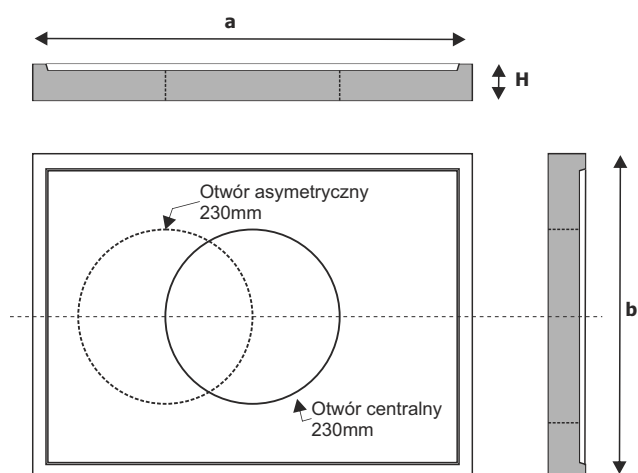 a
H
Otwór asymetryczny
230mm
b
Otwór centralny
230mm